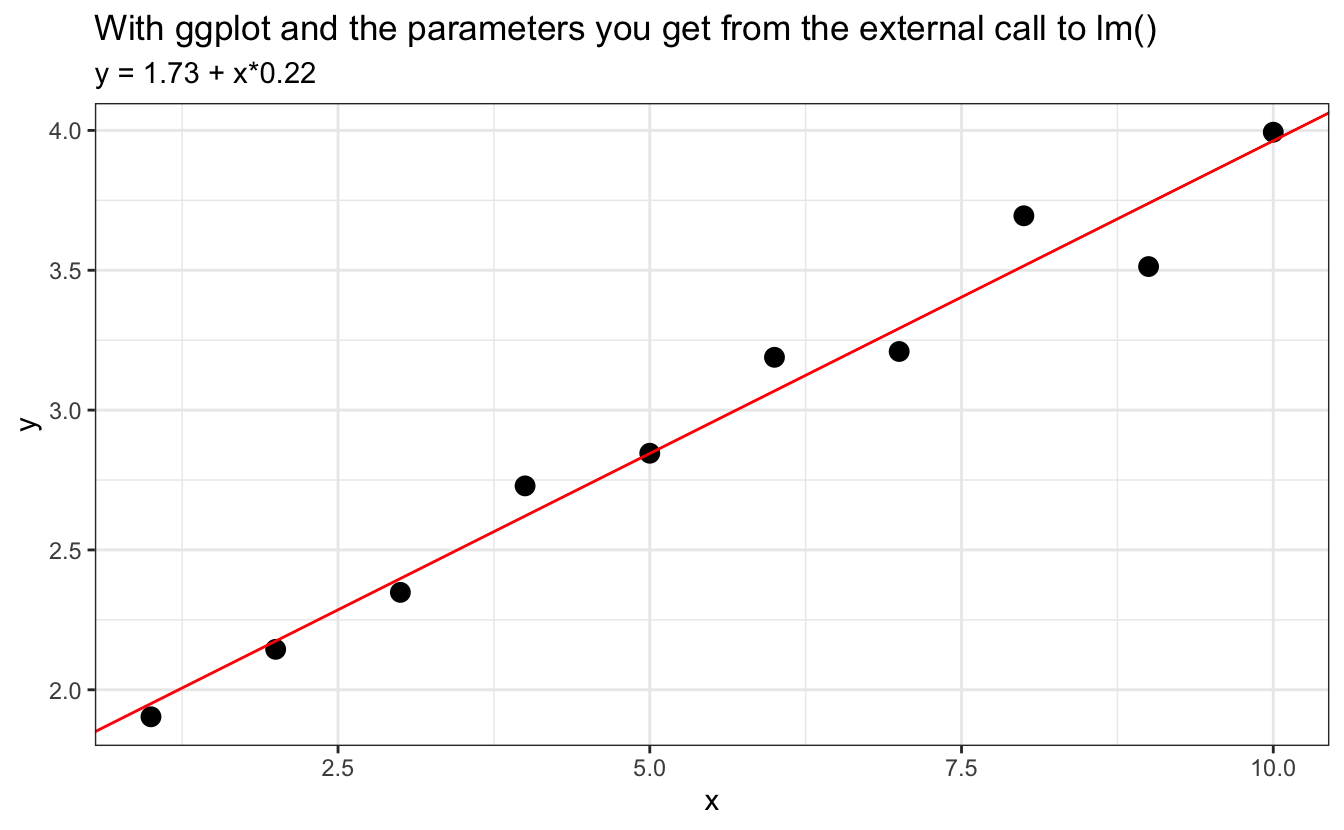 With ggplot and the parameters you get from the external call to lm()
y = 1.73 + x*0.22
4.0
3.5
3.0
2.5
2.0
y
2.5 5.0 7.5 10.0
x